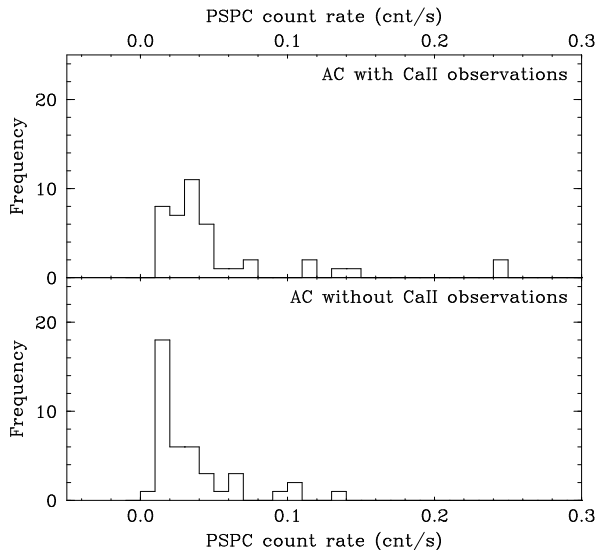 PSPC count rate (cnt/s)
0.0 0.1 0.2 0.3
AC with CaII observations
20
10
0
Frequency
AC without CaII observations
20
10
0
Frequency
0.0 0.1 0.2 0.3
PSPC count rate (cnt/s)